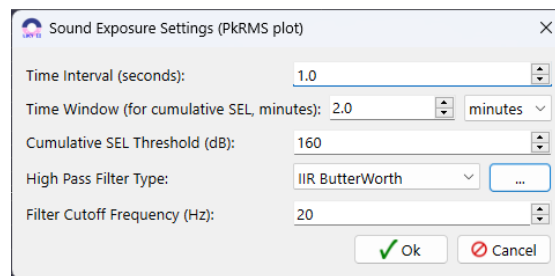 Sound Exposure Settings (PkRMS plot)
Time Interval (seconds): 1.0
Time Window (for cumulative SEL, minutes): 2.0 minutes
Cumulative SEL Threshold (dB): 160
High Pass Filter Type: IIR ButterWorth ...
Filter Cutoff Frequency (Hz): 20
Ok Cancel